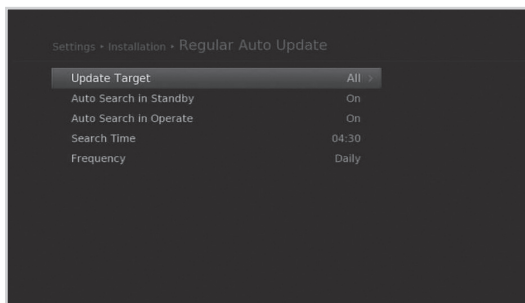 Settings • Installation • Regular Auto Update
Update Target All >
Auto Search in Standby On
Auto Search in Operate On
Search Time 04:30
Frequency Daily